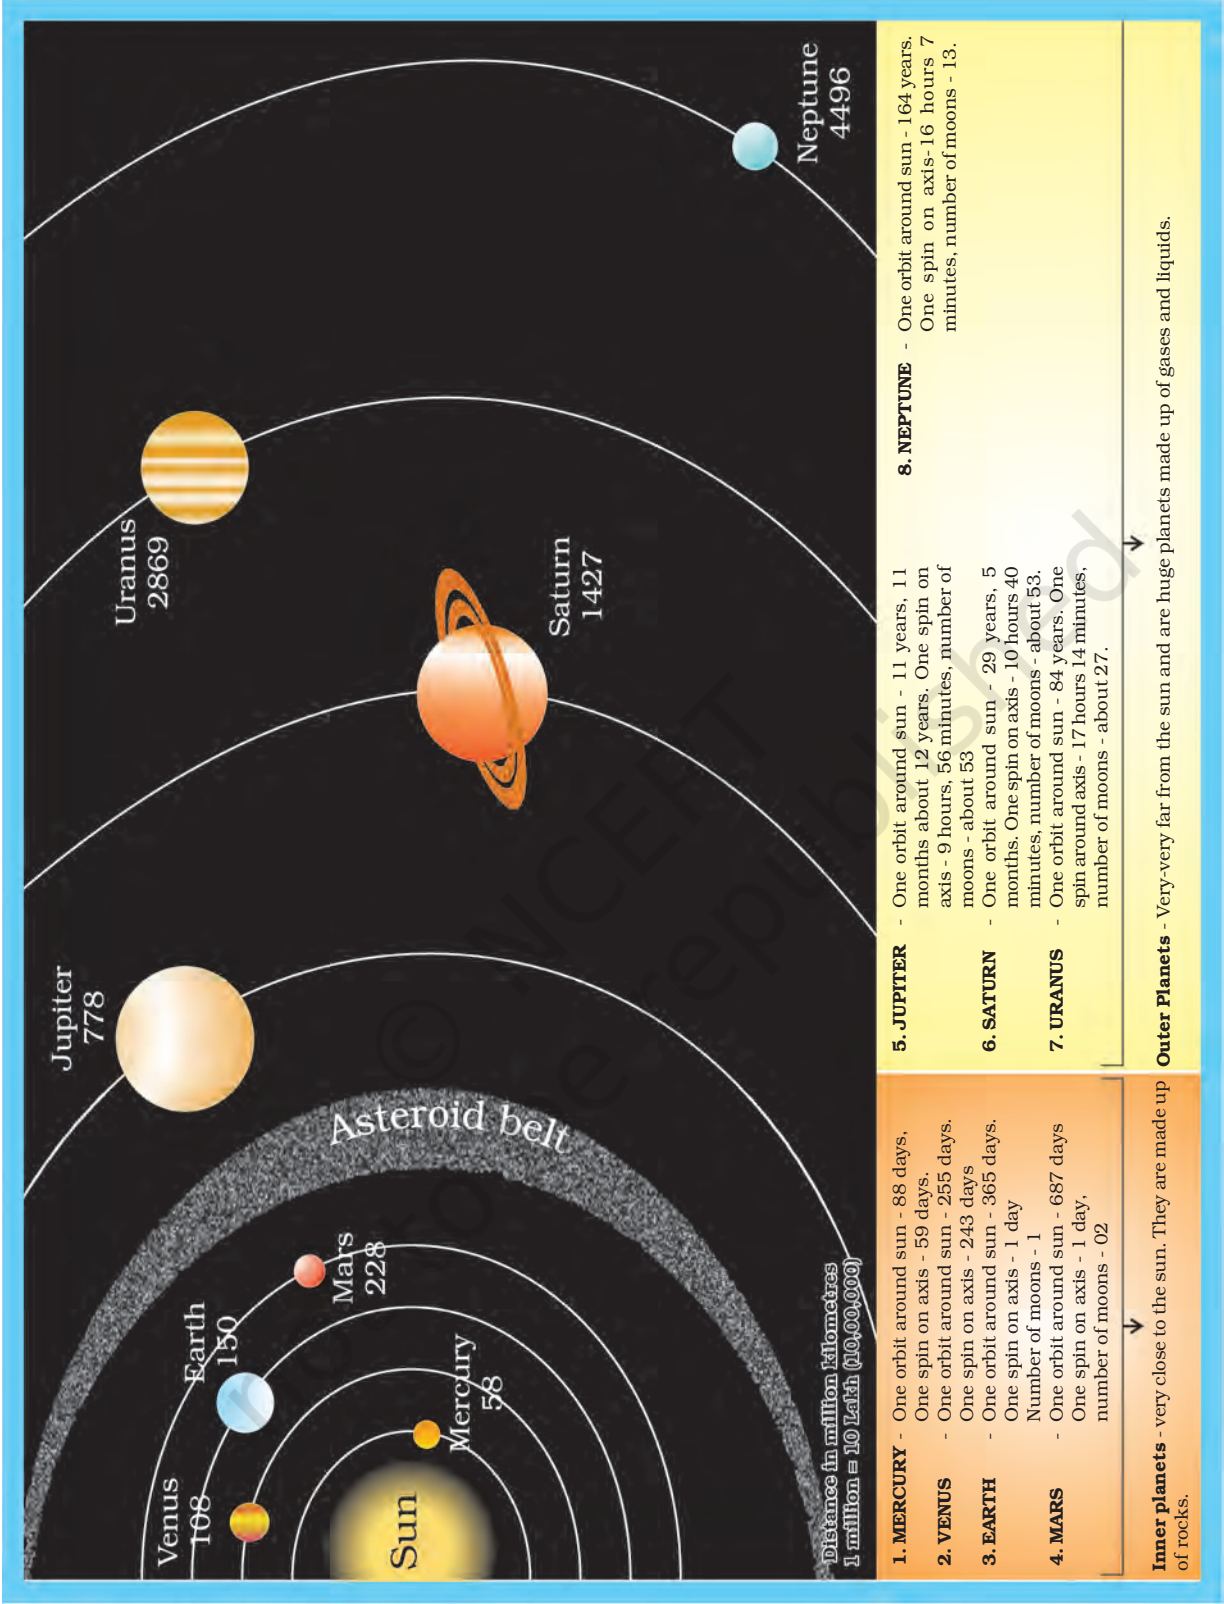 Sun
Mercury
58
Venus
108
Earth
150
Mars
228
Asteroid belt
Jupiter
778
Saturn
1427
Uranus
2869
Neptune
4496
Distance in million kilometres
1 million = 10 Lakh (10,00,000)
1. MERCURY - One orbit around sun - 88 days,
One spin on axis - 59 days.
2. VENUS - One orbit around sun - 255 days.
One spin on axis - 243 days
3. EARTH - One orbit around sun - 365 days.
One spin on axis - 1 day
Number of moons - 1
4. MARS - One orbit around sun - 687 days
One spin on axis - 1 day,
number of moons - 02
Inner planets - very close to the sun. They are made up
of rocks.
5. JUPITER - One orbit around sun - 11 years, 11
months about 12 years. One spin on
axis - 9 hours, 56 minutes, number of
moons - about 53
6. SATURN - One orbit around sun - 29 years, 5
months. One spin on axis - 10 hours 40
minutes, number of moons - about 53.
7. URANUS - One orbit around sun - 84 years. One
spin around axis - 17 hours 14 minutes,
number of moons - about 27.
8. NEPTUNE - One orbit around sun - 164 years.
One spin on axis-16 hours 7
minutes, number of moons - 13.
Outer Planets - Very-very far from the sun and are huge planets made up of gases and liquids.
© NCERT
not to be republished